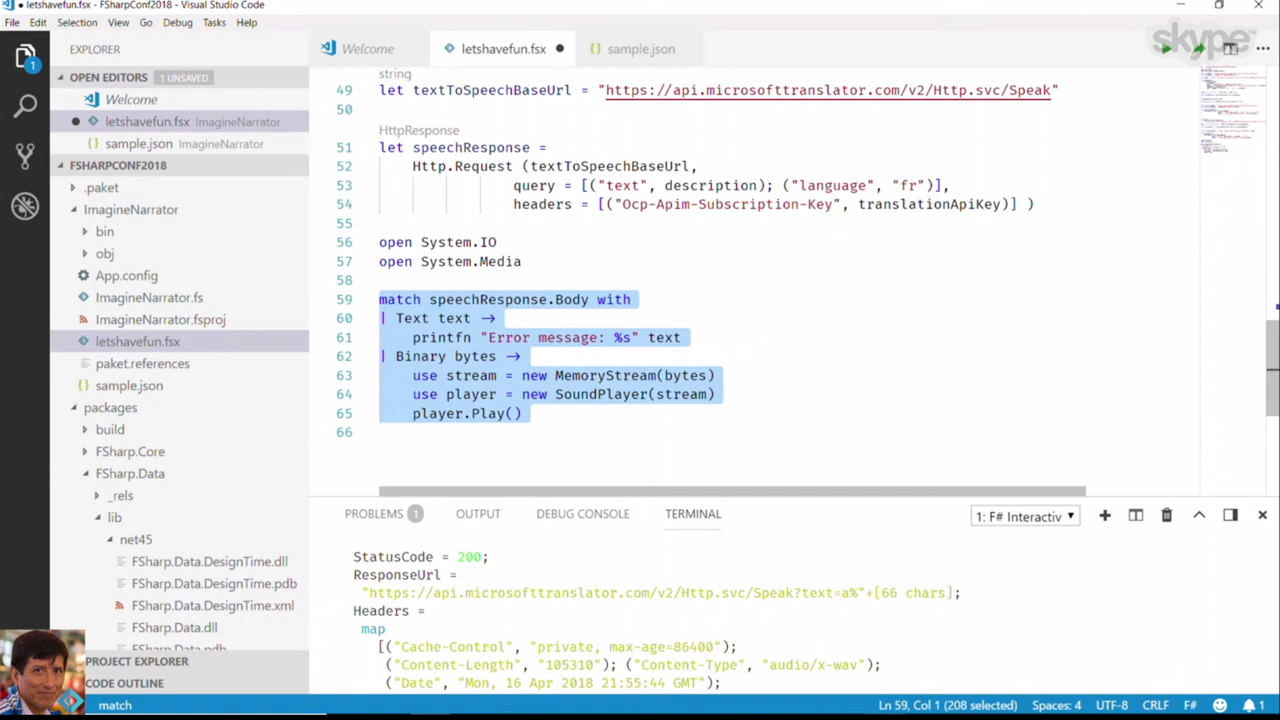 letshavefun.fsx - FSharpConf2018 - Visual Studio Code
File Edit Selection View Go Debug Tasks Help
EXPLORER
Welcome
letshavefun.fsx
sample.json
skype
OPEN EDITORS 1 UNSAVED
Welcome
letshavefun.fsx ImagineNarrator
sample.json ImagineNarrator
FSHARPCONF2018
.paket
ImagineNarrator
bin
obj
App.config
ImagineNarrator.fs
ImagineNarrator.fsproj
letshavefun.fsx
paket.references
sample.json
packages
build
FSharp.Core
FSharp.Data
_rels
lib
net45
FSharp.Data.DesignTime.dll
FSharp.Data.DesignTime.pdb
FSharp.Data.DesignTime.xml
FSharp.Data.dll
FSharp.Data.pdb
PROJECT EXPLORER
CODE OUTLINE
1
string
49 let textToSpeechBaseUrl = "https://api.microsofttranslator.com/v2/Http.svc/Speak"
50
HttpResponse
51 let speechResponse =
52 Http.Request (textToSpeechBaseUrl,
53 query = [("text", description); ("language", "fr")],
54 headers = [("Ocp-Apim-Subscription-Key", translationApiKey)] )
55
56 open System.IO
57 open System.Media
58
59 match speechResponse.Body with
60 | Text text ->
61 printfn "Error message: %s" text
62 | Binary bytes ->
63 use stream = new MemoryStream(bytes)
64 use player = new SoundPlayer(stream)
65 player.Play()
66
PROBLEMS 1 OUTPUT DEBUG CONSOLE TERMINAL
1: F# Interactiv
StatusCode = 200;
ResponseUrl =
"https://api.microsofttranslator.com/v2/Http.svc/Speak?text=a%"+[66 chars];
Headers =
map
[("Cache-Control", "private, max-age=86400");
("Content-Length", "105310"); ("Content-Type", "audio/x-wav");
("Date", "Mon, 16 Apr 2018 21:55:44 GMT");
match
Ln 59, Col 1 (208 selected) Spaces: 4 UTF-8 CRLF F# 1